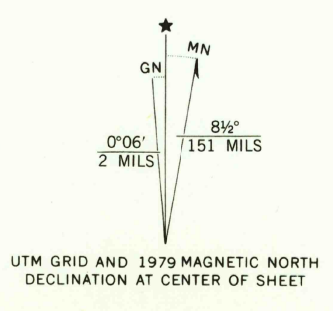 MN
GN
0°06′
2 MILS
8½°
151 MILS
UTM GRID AND 1979 MAGNETIC NORTH
DECLINATION AT CENTER OF SHEET